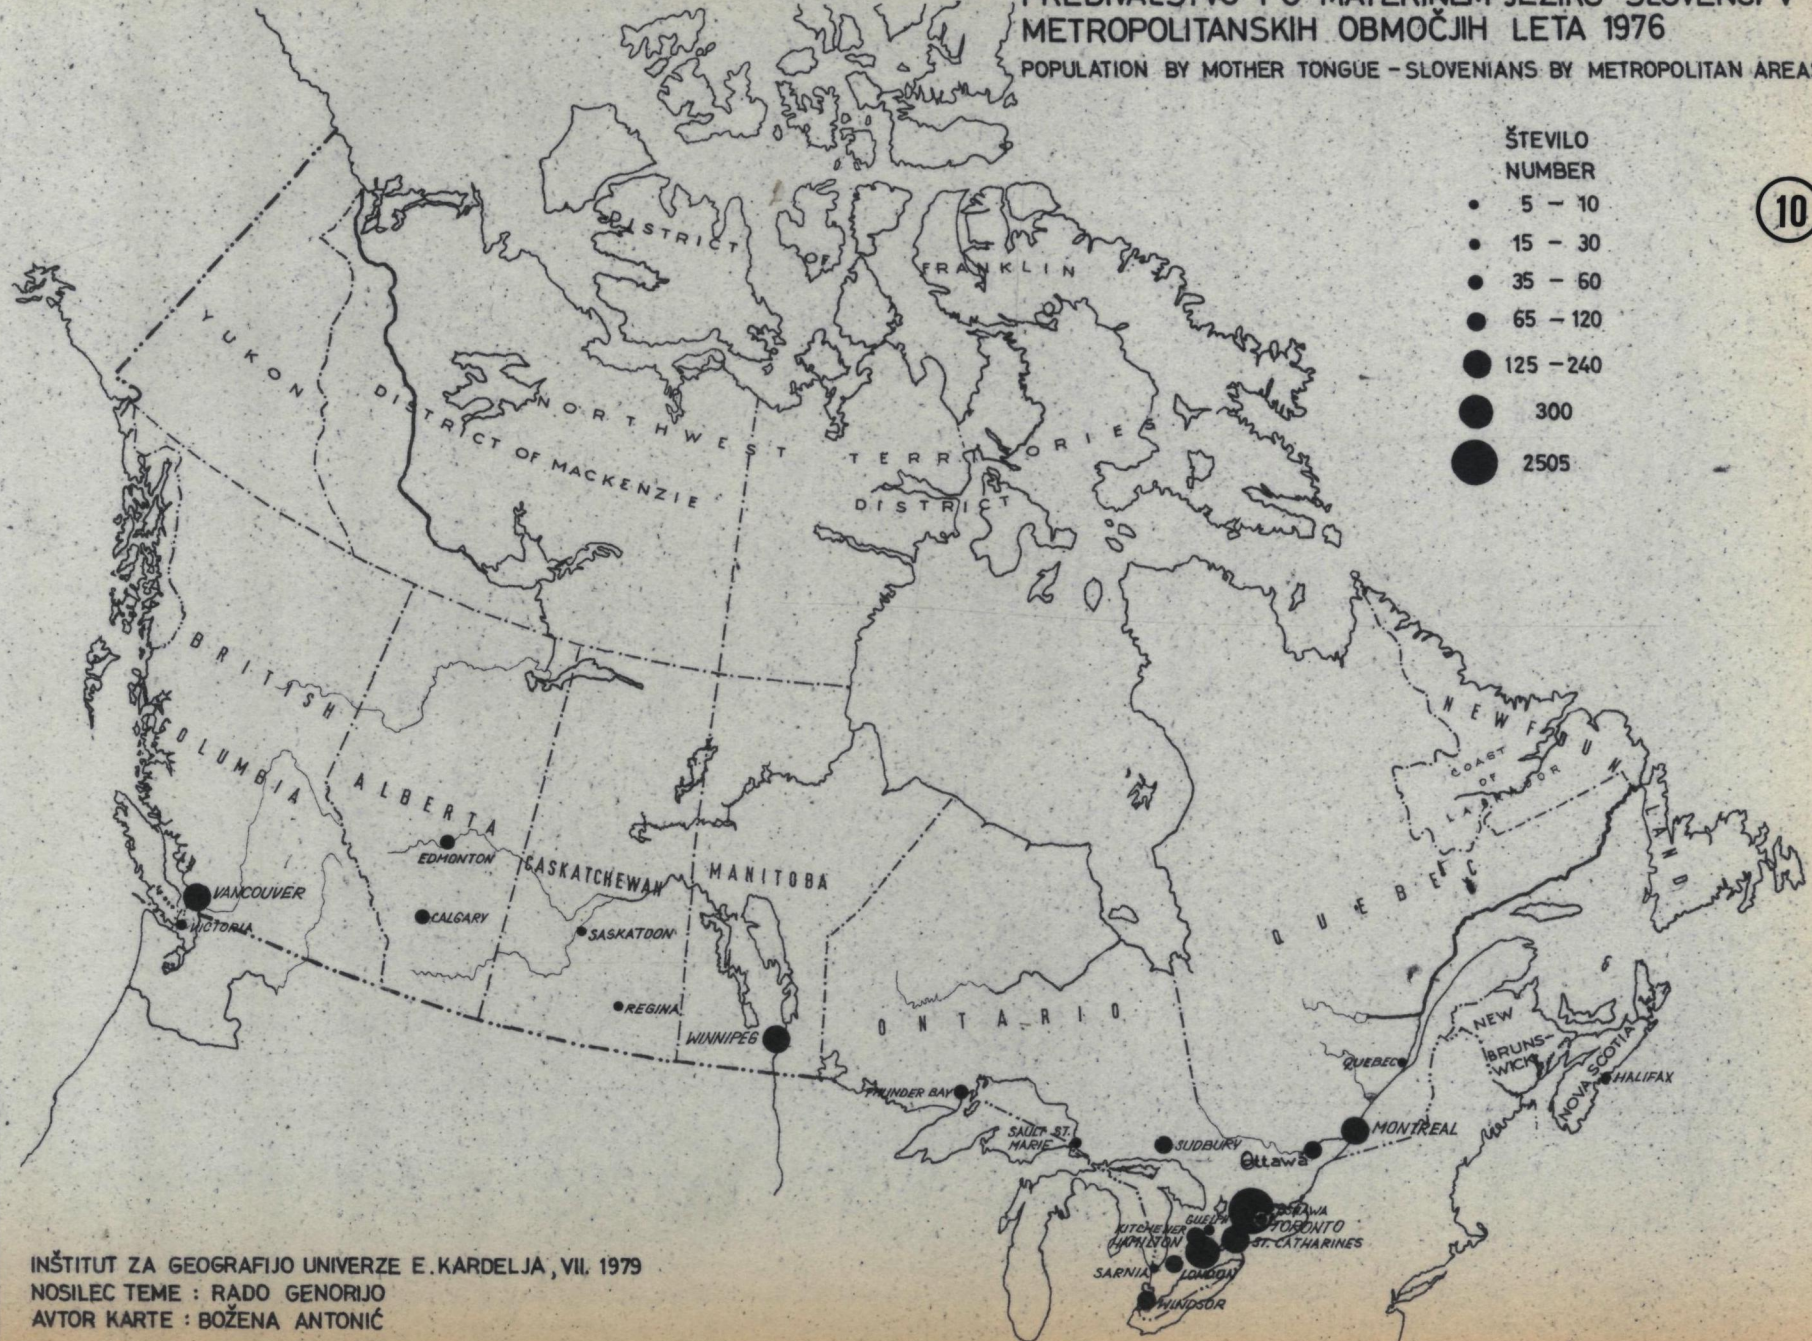 METROPOLITANSKIH OBMOČJIH LETA 1976
POPULATION BY MOTHER TONGUE – SLOVENIANS BY METROPOLITAN AREA
ŠTEVILO
NUMBER
5 – 10
15 – 30
35 – 60
65 – 120
125 – 240
300
2505
10
DISTRICT OF FRANKLIN
YUKON
NORTHWEST TERRITORIES
DISTRICT OF MACKENZIE
DISTRICT
BRITISH
COLUMBIA
ALBERTA
SASKATCHEWAN
MANITOBA
ONTARIO
QUEBEC
NEWFOUNDLAND
COAST
OF
LABRADOR
NEW
BRUNS-
WICK
NOVA SCOTIA
EDMONTON
VANCOUVER
VICTORIA
CALGARY
SASKATOON
REGINA
WINNIPEG
THUNDER BAY
SAULT ST.
MARIE
SUDBURY
Ottawa
MONTREAL
QUEBEC
HALIFAX
OSHAWA
GUELPH
TORONTO
KITCHENER
HAMILTON
ST. CATHARINES
SARNIA
LONDON
WINDSOR
INŠTITUT ZA GEOGRAFIJO UNIVERZE E. KARDELJA, VII. 1979
NOSILEC TEME : RADO GENORIJO
AVTOR KARTE : BOŽENA ANTONIĆ